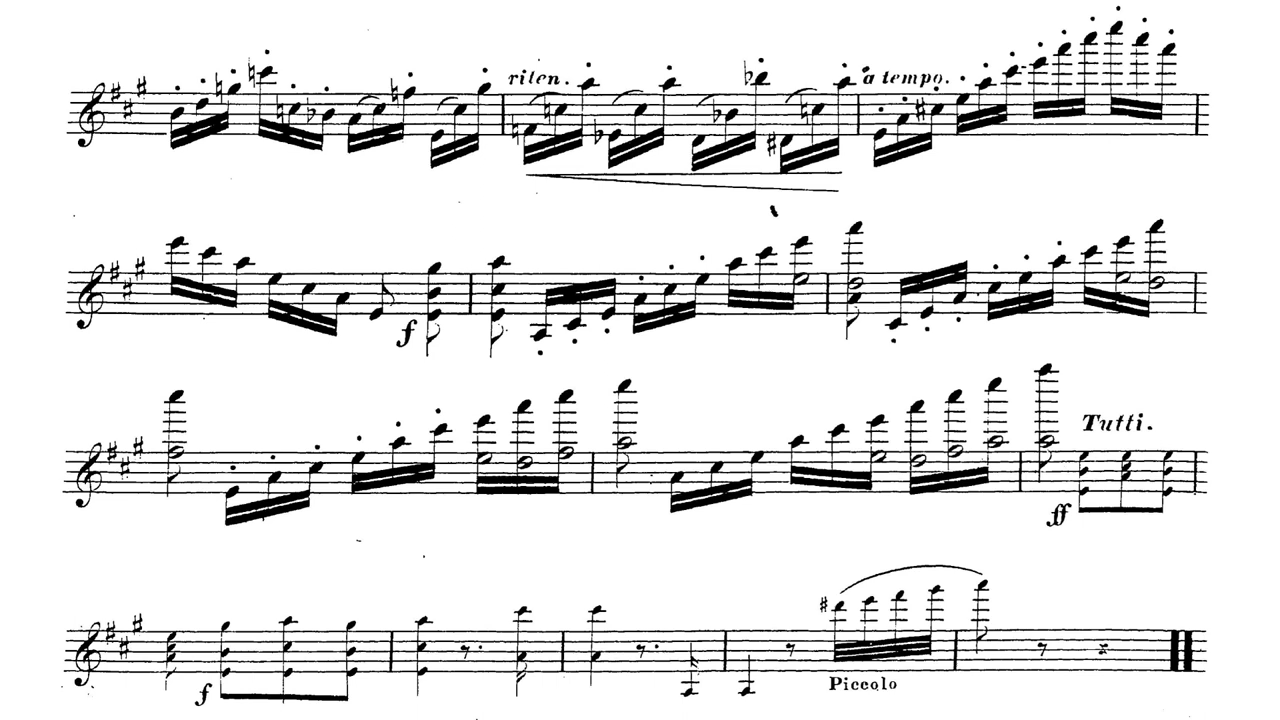 riten. a tempo.
f
Tutti.
ff
f
Piccolo